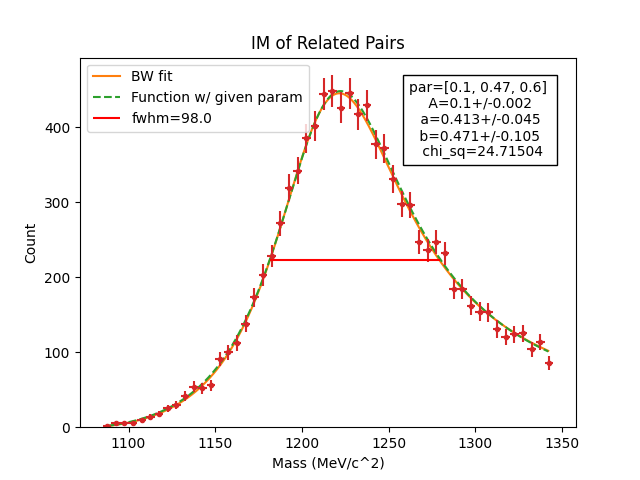 IM of Related Pairs
BW fit
Function w/ given param
fwhm=98.0
par=[0.1, 0.47, 0.6]
A=0.1+/-0.002
a=0.413+/-0.045
b=0.471+/-0.105
chi_sq=24.71504
Count
400
300
200
100
0
1100 1150 1200 1250 1300 1350
Mass (MeV/c^2)